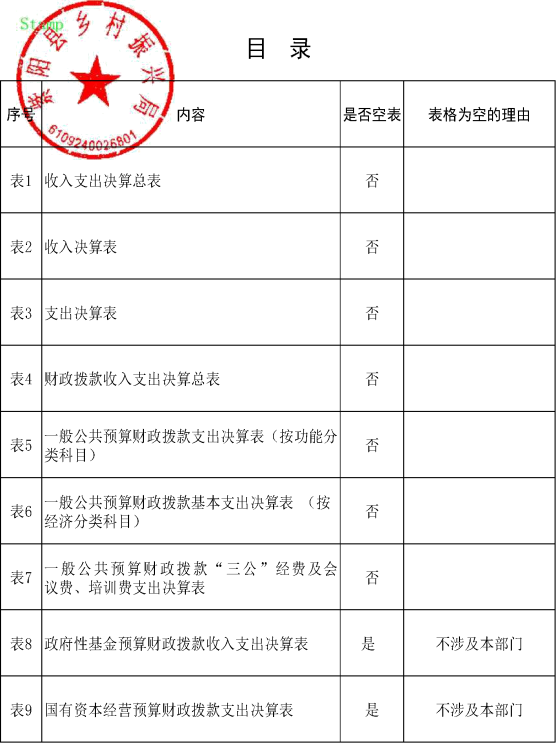 Stamp
紫阳县乡村振兴局
6109240026801
目 录
序号 内容 是否空表 表格为空的理由
表1 收入支出决算总表 否
表2 收入决算表 否
表3 支出决算表 否
表4 财政拨款收入支出决算总表 否
表5 一般公共预算财政拨款支出决算表（按功能分
类科目） 否
表6 一般公共预算财政拨款基本支出决算表 （按
经济分类科目） 否
表7 一般公共预算财政拨款“三公”经费及会
议费、培训费支出决算表 否
表8 政府性基金预算财政拨款收入支出决算表 是 不涉及本部门
表9 国有资本经营预算财政拨款支出决算表 是 不涉及本部门